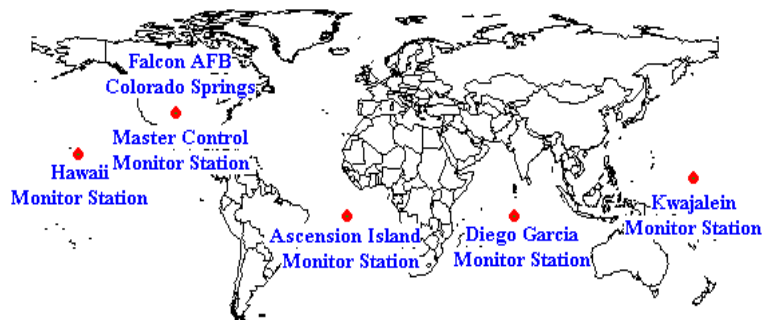 Falcon AFB
Colorado Springs
Master Control
Monitor Station
Hawaii
Monitor Station
Ascension Island
Monitor Station
Diego Garcia
Monitor Station
Kwajalein
Monitor Station